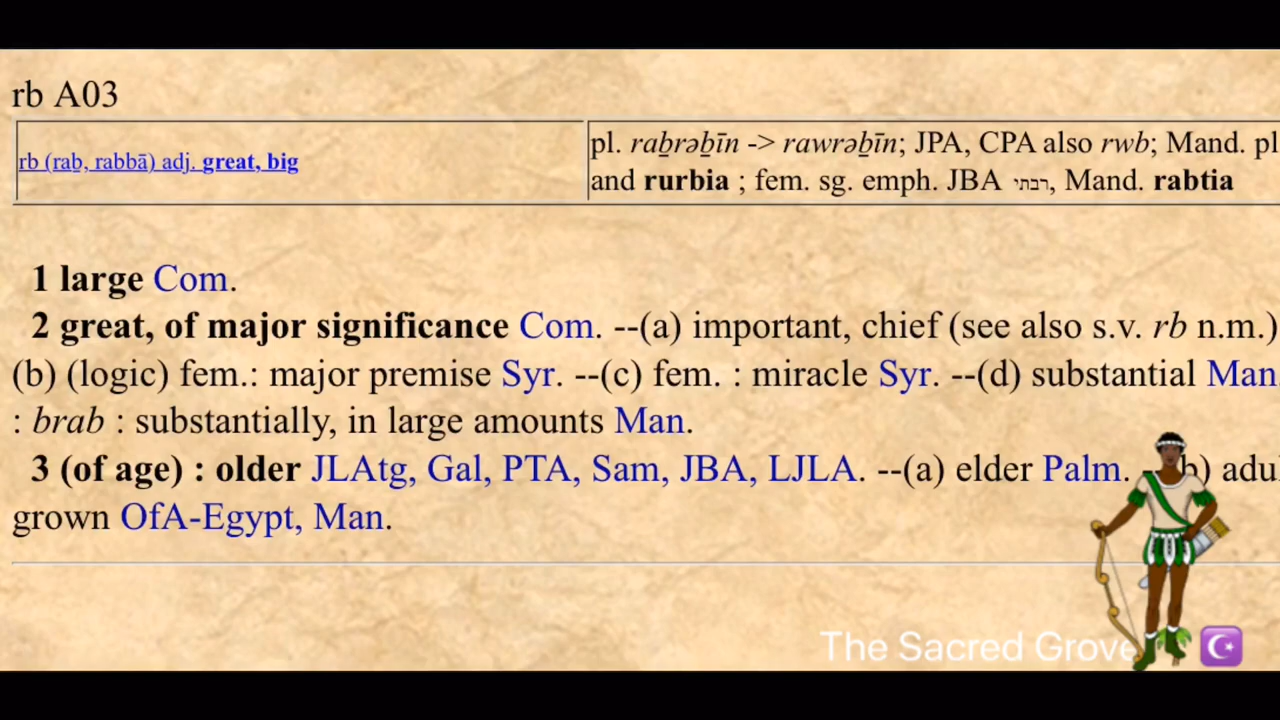 rb A03
rb (raḇ, rabbā) adj. great, big
pl. raḇrəḇīn -> rawrəḇīn; JPA, CPA also rwb; Mand. pl
and rurbia ; fem. sg. emph. JBA רבתי, Mand. rabtia
1 large Com.
2 great, of major significance Com. --(a) important, chief (see also s.v. rb n.m.)
(b) (logic) fem.: major premise Syr. --(c) fem. : miracle Syr. --(d) substantial Man.
: brab : substantially, in large amounts Man.
3 (of age) : older JLAtg, Gal, PTA, Sam, JBA, LJLA. --(a) elder Palm. b)
grown OfA-Egypt, Man.
The Sacred Grove